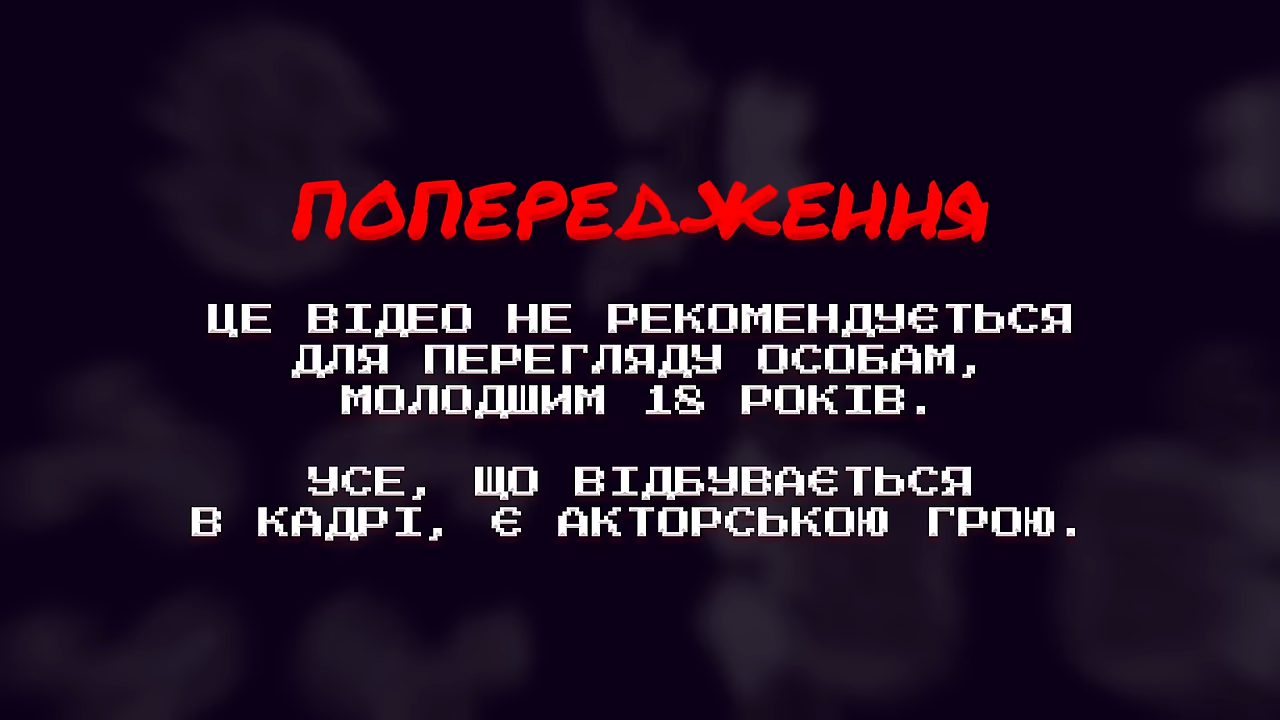 ПОПЕРЕДЖЕННЯ
ЦЕ ВІДЕО НЕ РЕКОМЕНДУЄТЬСЯ
ДЛЯ ПЕРЕГЛЯДУ ОСОБАМ,
МОЛОДШИМ 18 РОКІВ.
УСЕ, ЩО ВІДБУВАЄТЬСЯ
В КАДРІ, Є АКТОРСЬКОЮ ГРОЮ.